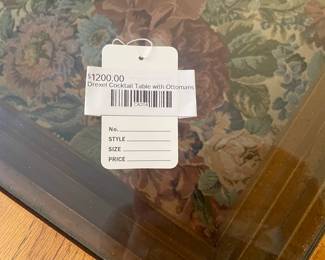 $1200.00
Drexel Cocktail Table with Ottomans
No.
STYLE
SIZE
PRICE